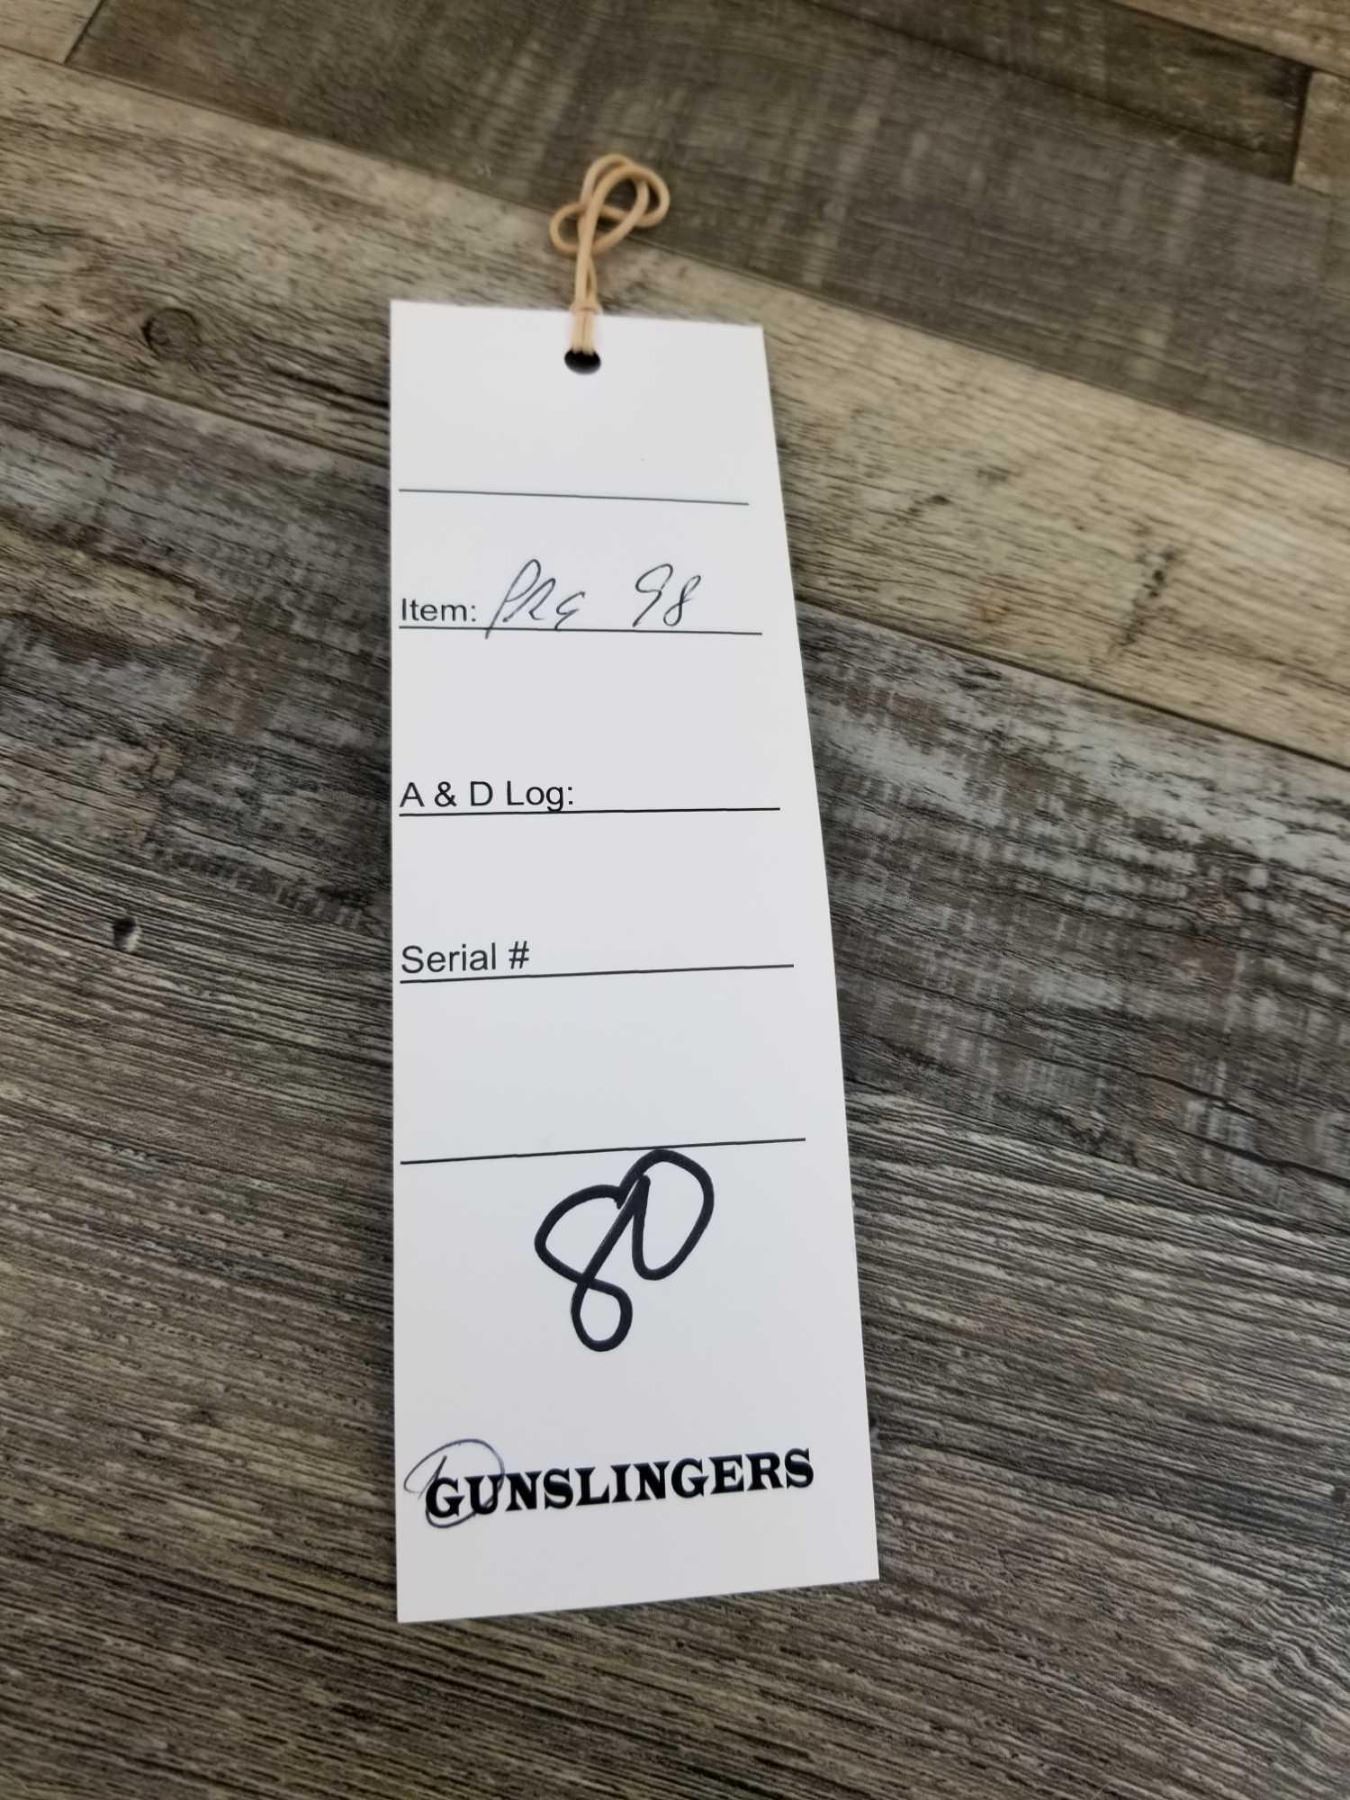 Item: PRE 98
A & D Log:
Serial #
80
GUNSLINGERS